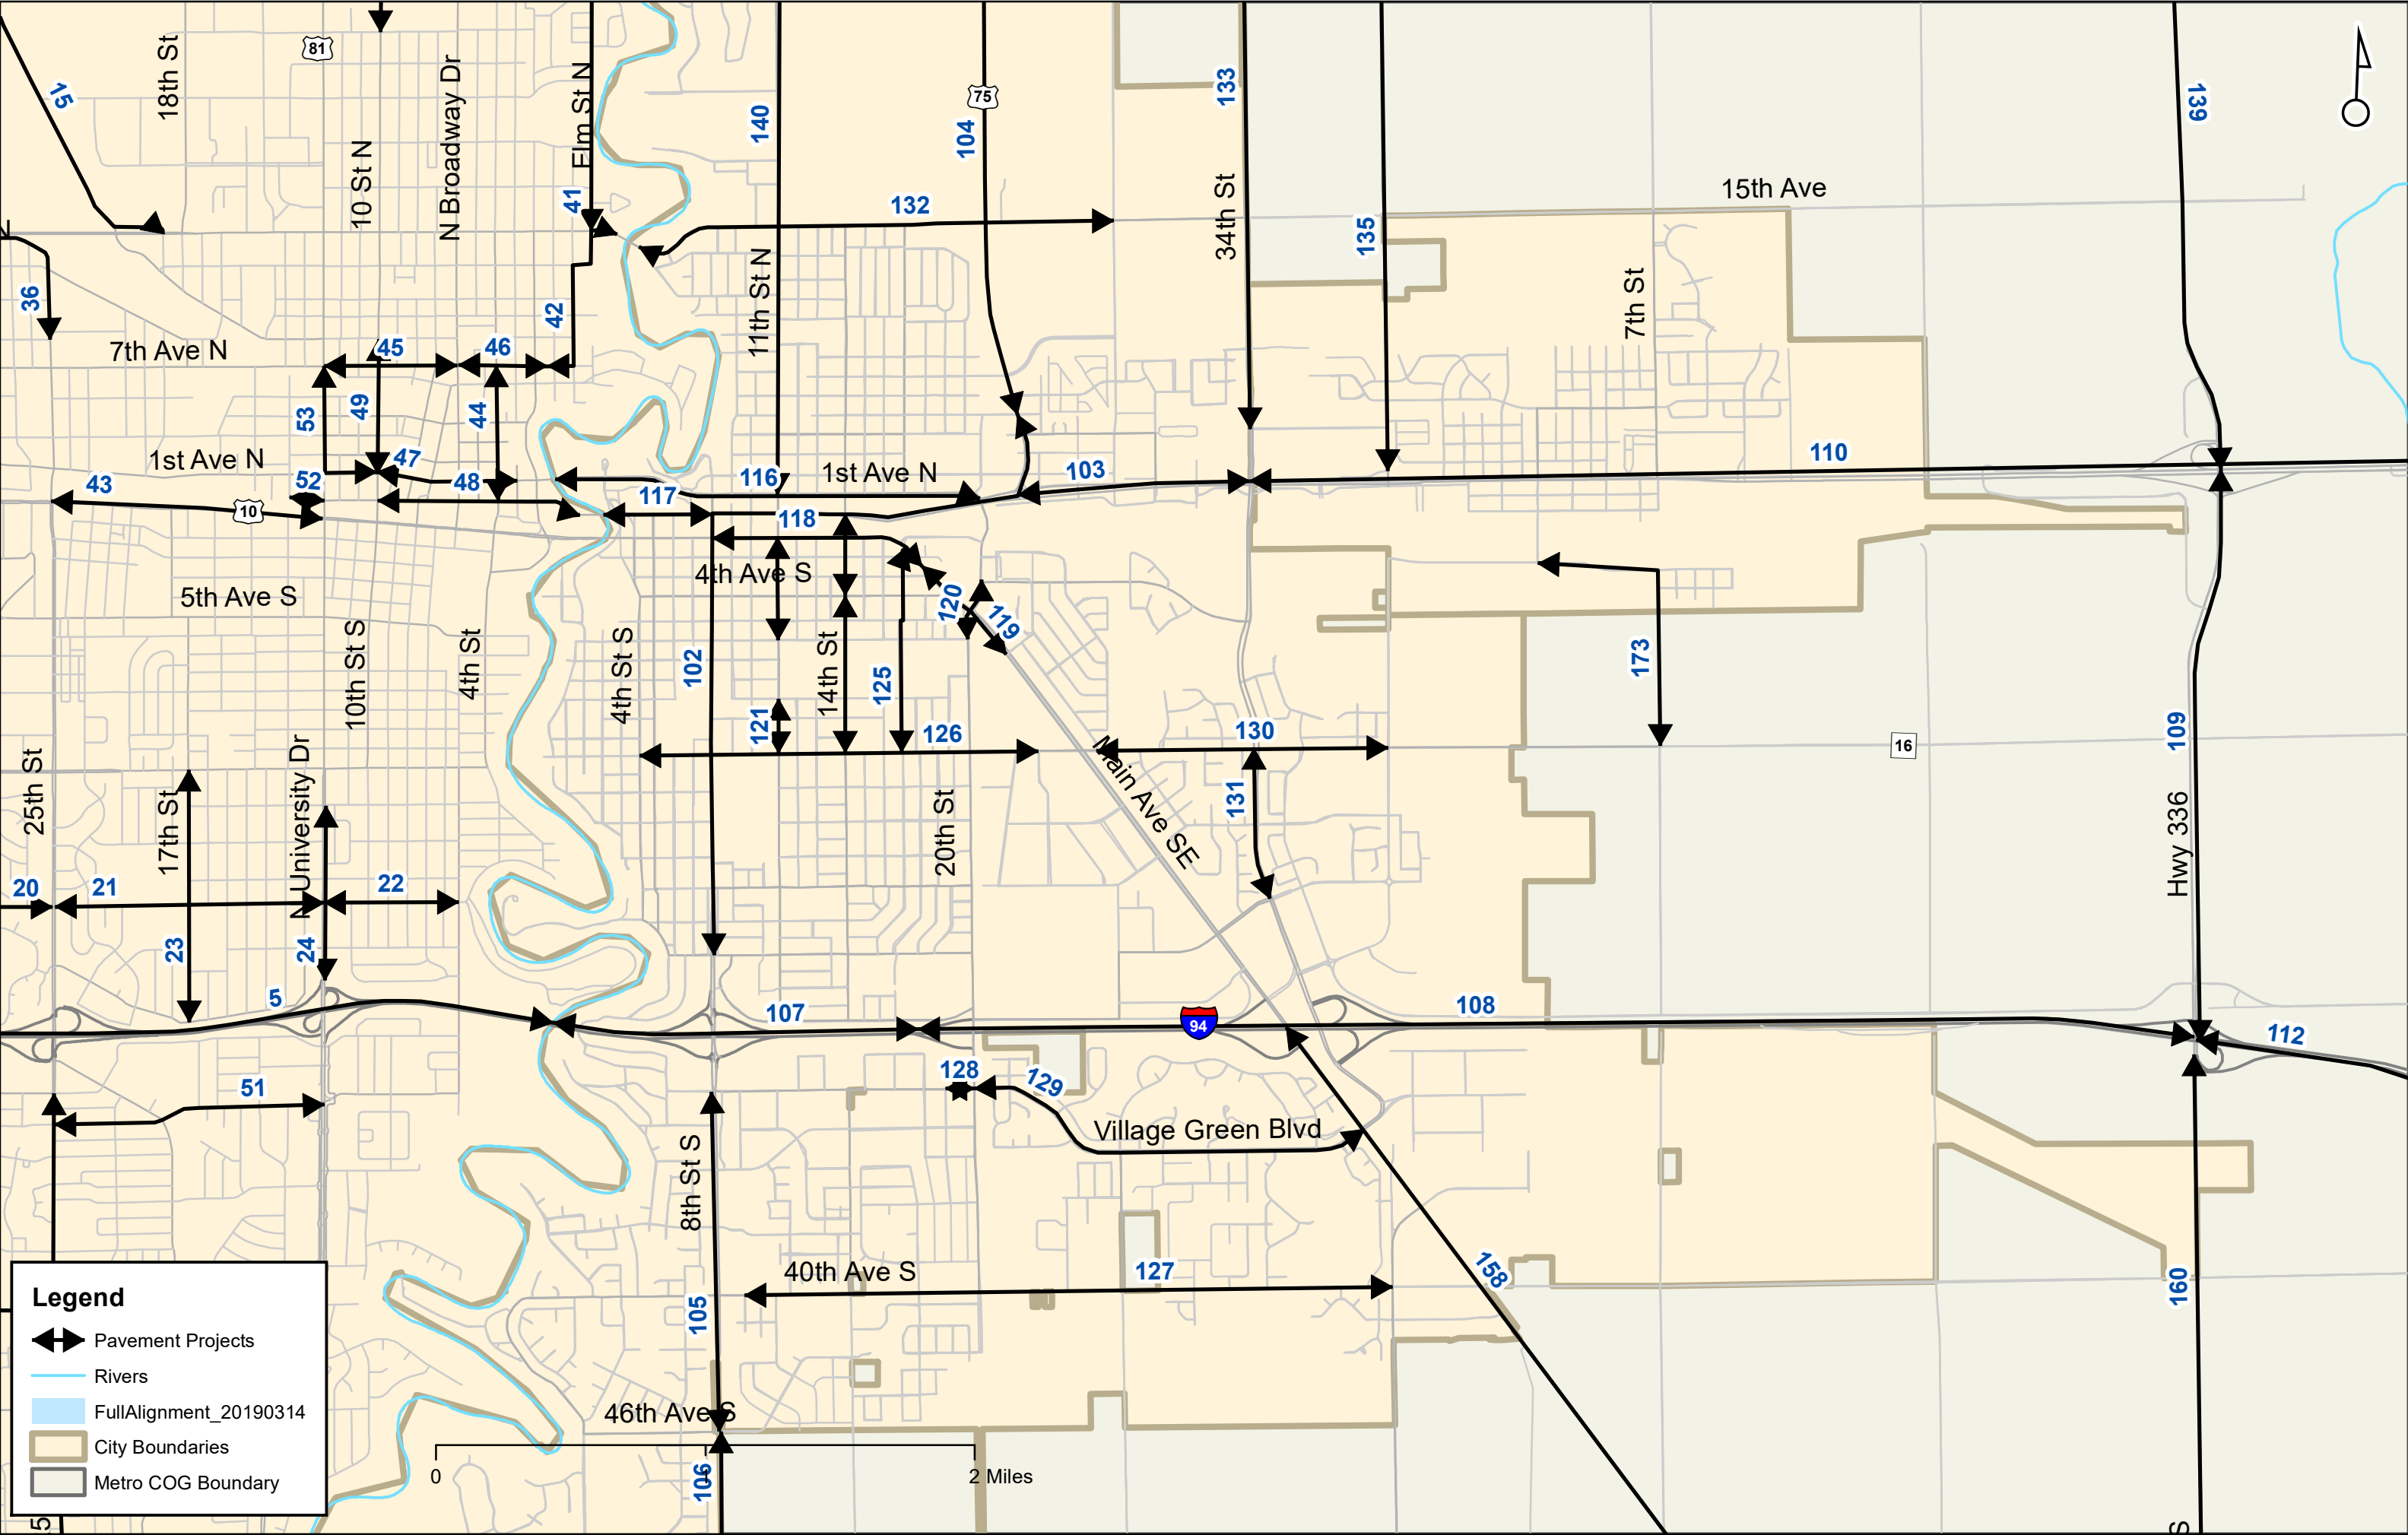 81
18th St
15
10 St N
N Broadway Dr
Elm St N
41
140
75
104
133
139
132
34th St
135
15th Ave
11th St N
36
42
7th St
7th Ave N
45
46
53
49
44
1st Ave N
47
110
43
52
48
116
1st Ave N
103
10
117
118
4th Ave S
5th Ave S
120
119
10th St S
4th St
4th St S
102
14th St
125
173
121
126
130
16
109
25th St
17th St
N University Dr
20th St
131
Main Ave SE
Hwy 336
20
21
22
23
24
5
107
94
108
112
51
128
129
Village Green Blvd
8th St S
40th Ave S
127
158
160
105
46th Ave S
106
0
1
2 Miles
Legend
Pavement Projects
Rivers
FullAlignment_20190314
City Boundaries
Metro COG Boundary
5
S